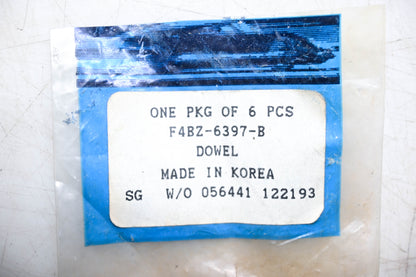 ONE PKG OF 6 PCS
F4BZ-6397-B
DOWEL
MADE IN KOREA
SG W/O 056441 122193